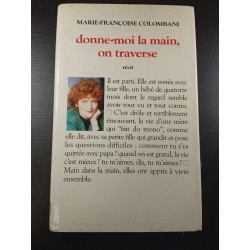 MARIE-FRANÇOISE COLOMBANI
donne-moi la main,
on traverse
récit
Il est parti. Elle est restée avec
leur fille, un bébé de quatorze
mois dont le regard semble
avoir tout vu et tout connu.
□ C'est drôle et terriblement
émouvant, la vie d'une mère
qui "fait du mono", comme
elle dit, avec sa petite fille qui grandit et pose
les questions difficiles : comment tu t'es
quittée avec papa ? quand on est grand, la vie
c'est mieux ? tu m'aimes, dis, tu m'aimes ? □
Main dans la main, elles ont appris à vivre
ensemble.